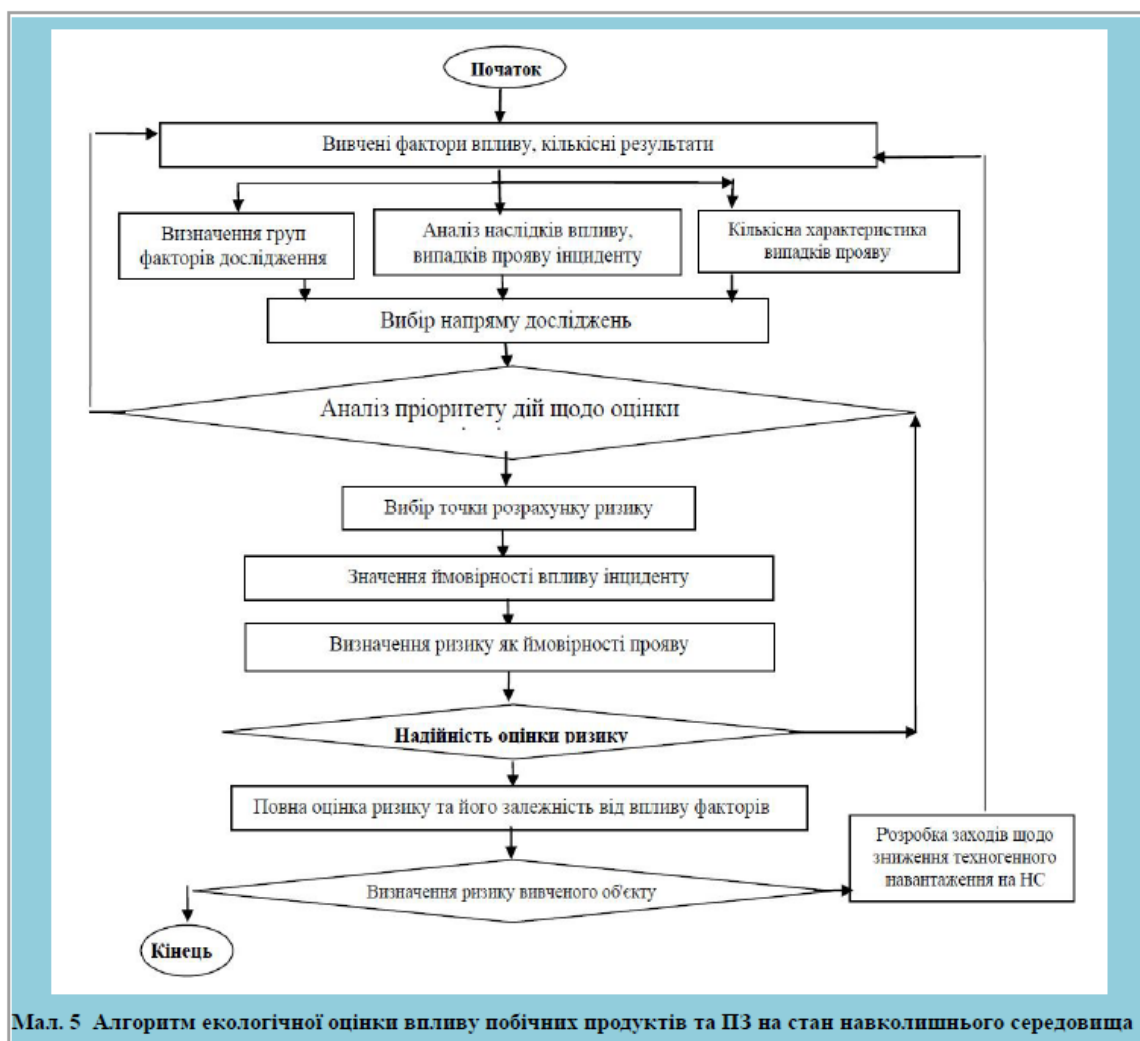 Початок
Вивчені фактори впливу, кількісні результати
Визначення груп
факторів дослідження
Аналіз наслідків впливу,
випадків прояву інциденту
Кількісна характеристика
випадків прояву
Вибір напряму досліджень
Аналіз пріоритету дій щодо оцінки
Вибір точки розрахунку ризику
Значення ймовірності впливу інциденту
Визначення ризику як ймовірності прояву
Надійність оцінки ризику
Повна оцінка ризику та його залежність від впливу факторів
Розробка заходів щодо
зниження техногенного
навантаження на НС
Визначення ризику вивченого об'єкту
Кінець
Мал. 5 Алгоритм екологічної оцінки впливу побічних продуктів та ПЗ на стан навколишнього середовища